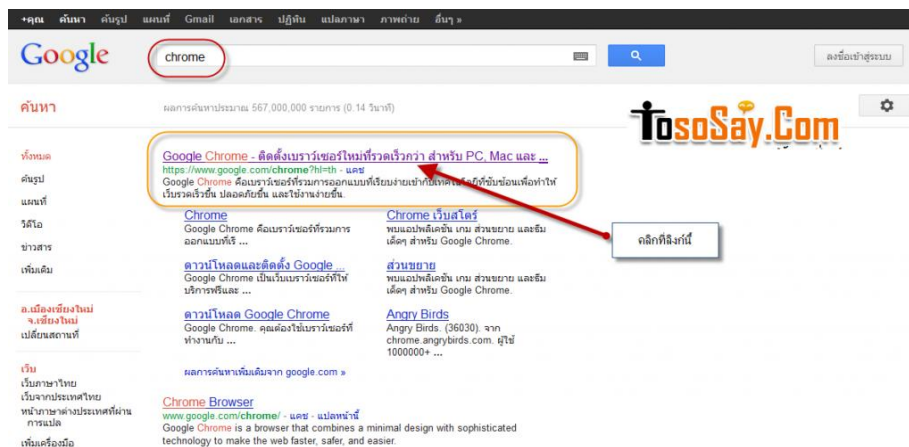 +คุณ ค้นหา ค้นรูป แผนที่ Gmail เอกสาร ปฏิทิน แปลภาษา ภาพถ่าย อื่นๆ »
Google
chrome
ลงชื่อเข้าสู่ระบบ
ค้นหา
ผลการค้นหาประมาณ 567,000,000 รายการ (0.14 วินาที)
TosoSay.Com
ทั้งหมด
ค้นรูป
แผนที่
วิดีโอ
ข่าวสาร
เพิ่มเติม
อ.เมืองเชียงใหม่
จ.เชียงใหม่
เปลี่ยนสถานที่
เว็บ
เว็บภาษาไทย
เว็บจากประเทศไทย
หน้าภาษาต่างประเทศที่ผ่าน
การแปล
เพิ่มเครื่องมือ
Google Chrome - ติดตั้งเบราว์เซอร์ใหม่ที่รวดเร็วกว่า สำหรับ PC, Mac และ ...
https://www.google.com/chrome?hl=th - แคช
Google Chrome คือเบราว์เซอร์ที่รวมการออกแบบที่เรียบง่ายเข้ากับเทคโนโลยีที่ซับซ้อนเพื่อทำให้
เว็บรวดเร็วขึ้น ปลอดภัยขึ้น และใช้งานง่ายขึ้น.
Chrome
Google Chrome คือเบราว์เซอร์ที่รวมการ
ออกแบบที่เรี ...
Chrome เว็บสโตร์
พบแอปพลิเคชัน เกม ส่วนขยาย และธีม
เด็ดๆ สำหรับ Google Chrome.
ดาวน์โหลดและติดตั้ง Google ...
Google Chrome เป็นเว็บเบราว์เซอร์ที่ให้
บริการฟรีและ ...
ส่วนขยาย
พบแอปพลิเคชัน เกม ส่วนขยาย และธีม
เด็ดๆ สำหรับ Google Chrome.
ดาวน์โหลด Google Chrome
Google Chrome. คุณต้องใช้เบราว์เซอร์ที่
ทำงานกับ ...
Angry Birds
Angry Birds. (36030). จาก
chrome.angrybirds.com. ผู้ใช้
1000000+ ...
ผลการค้นหาเพิ่มเติมจาก google.com »
คลิกที่ลิงก์นี้
Chrome Browser
www.google.com/chrome/ - แคช - แปลหน้านี้
Google Chrome is a browser that combines a minimal design with sophisticated
technology to make the web faster, safer, and easier.